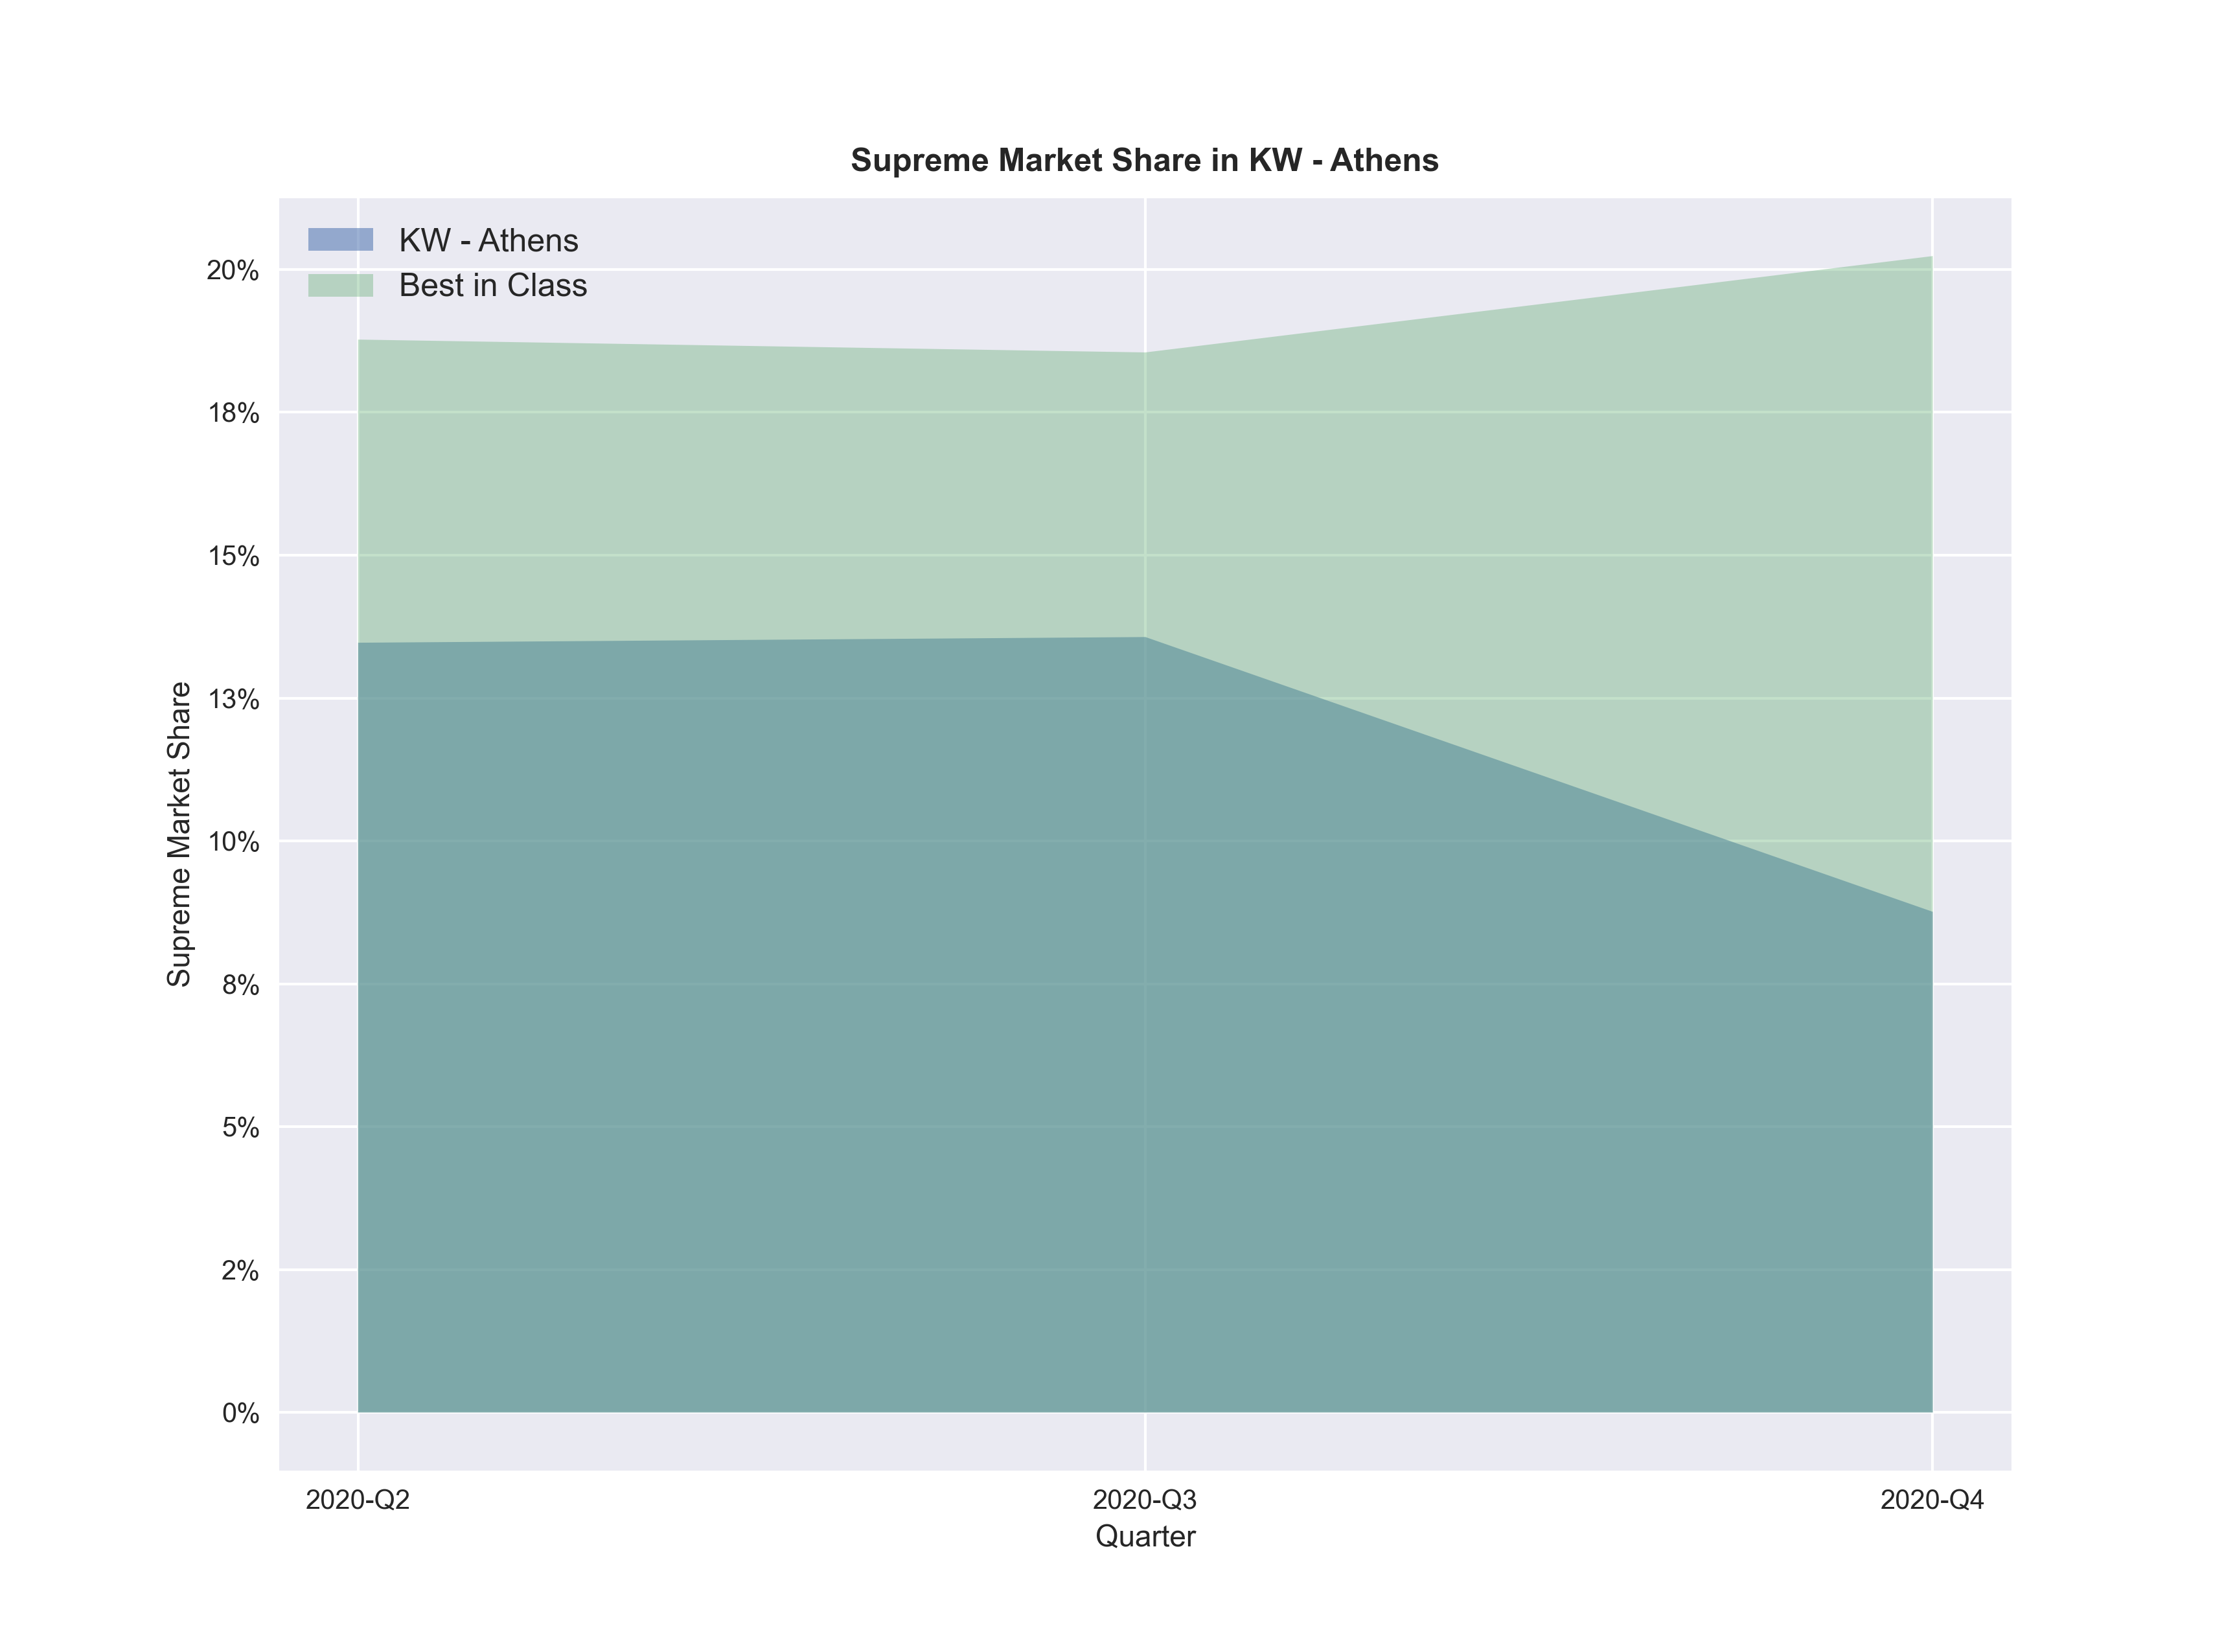 Supreme Market Share in KW - Athens
KW - Athens
Best in Class
20%
18%
15%
13%
10%
8%
5%
2%
0%
Supreme Market Share
2020-Q2
2020-Q3
2020-Q4
Quarter